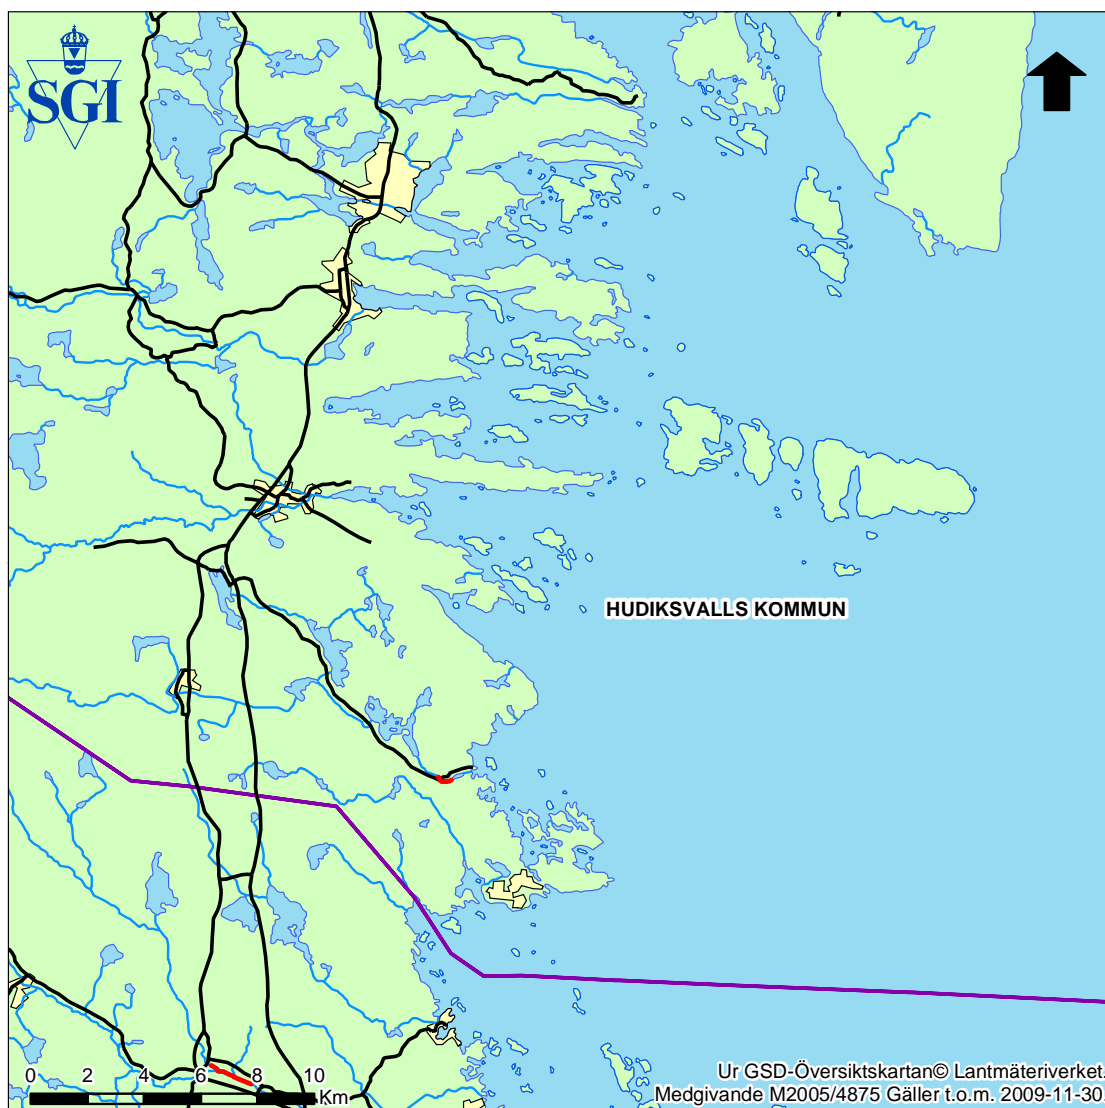 SGI
HUDIKSVALLS KOMMUN
0 2 4 6 8 10
Km
Ur GSD-Översiktskartan© Lantmäteriverket.
Medgivande M2005/4875 Gäller t.o.m. 2009-11-30.